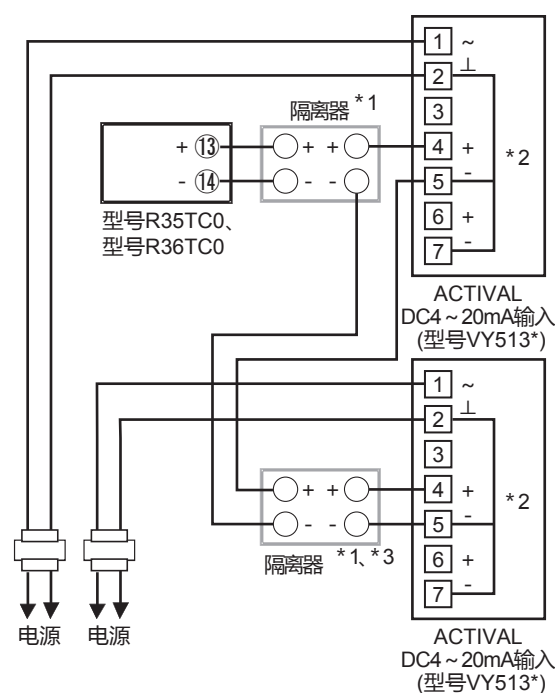 1 ~
2 ⊥
3
隔离器 *1
+ ⑬ + + 4 +
- ⑭ - - 5 -
*2
6 +
7 -
型号R35TC0、
型号R36TC0
ACTIVAL
DC4~20mA输入
(型号VY513*)
1 ~
2 ⊥
3
+ + 4 +
- - 5 -
*2
隔离器 *1、*3
6 +
7 -
电源 电源
ACTIVAL
DC4~20mA输入
(型号VY513*)